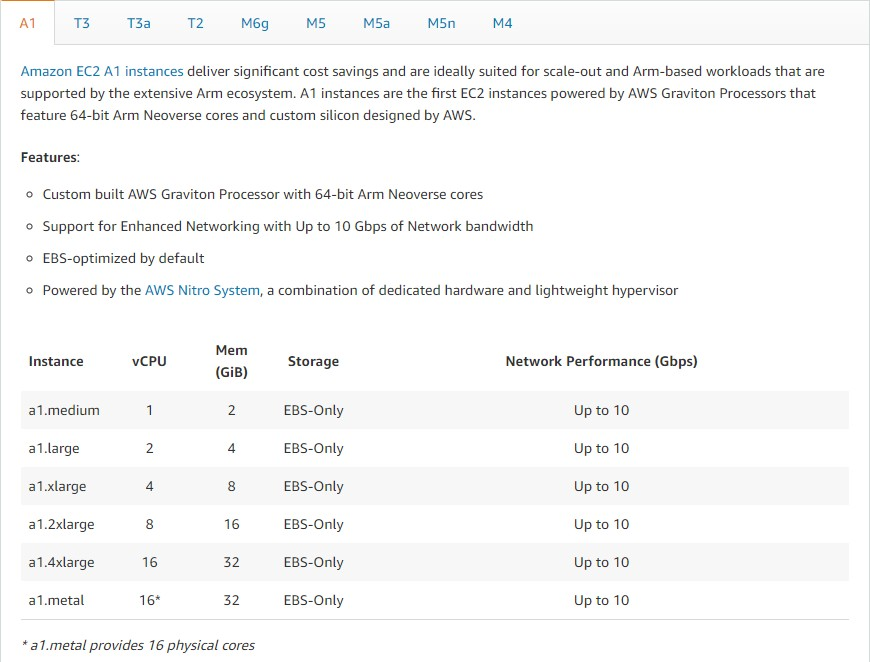 A1 T3 T3a T2 M6g M5 M5a M5n M4
Amazon EC2 A1 instances deliver significant cost savings and are ideally suited for scale-out and Arm-based workloads that are
supported by the extensive Arm ecosystem. A1 instances are the first EC2 instances powered by AWS Graviton Processors that
feature 64-bit Arm Neoverse cores and custom silicon designed by AWS.
Features:
Custom built AWS Graviton Processor with 64-bit Arm Neoverse cores
Support for Enhanced Networking with Up to 10 Gbps of Network bandwidth
EBS-optimized by default
Powered by the AWS Nitro System, a combination of dedicated hardware and lightweight hypervisor
Instance vCPU Mem (GiB) Storage Network Performance (Gbps)
a1.medium 1 2 EBS-Only Up to 10
a1.large 2 4 EBS-Only Up to 10
a1.xlarge 4 8 EBS-Only Up to 10
a1.2xlarge 8 16 EBS-Only Up to 10
a1.4xlarge 16 32 EBS-Only Up to 10
a1.metal 16* 32 EBS-Only Up to 10
* a1.metal provides 16 physical cores